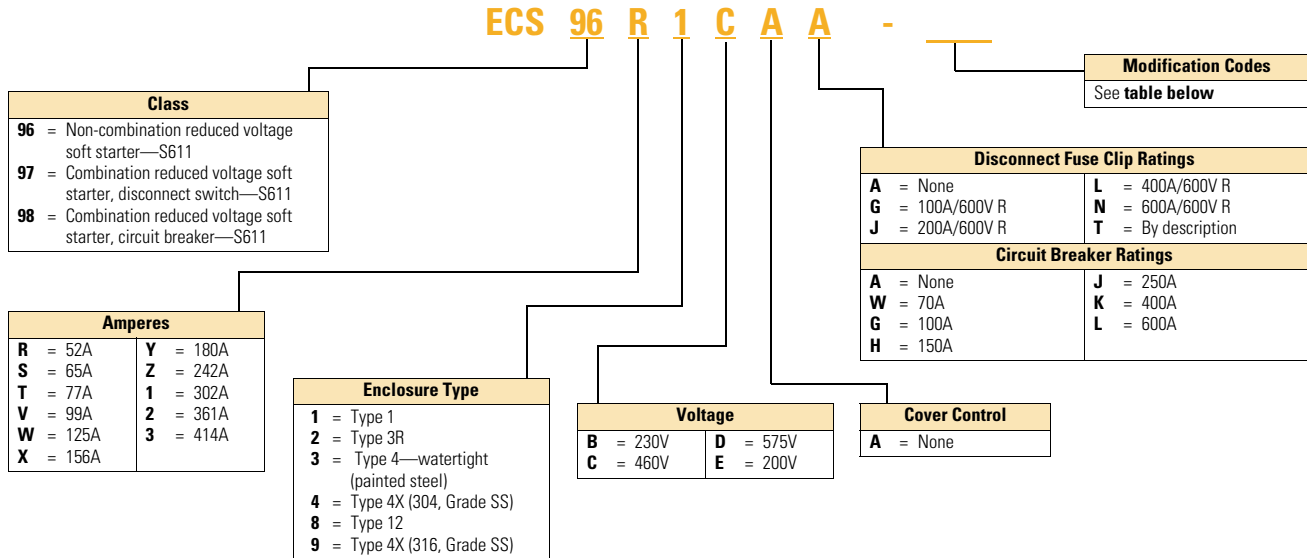 ECS 96 R 1 C A A -
Modification Codes
See table below
Class
96 = Non-combination reduced voltage
soft starter—S611
97 = Combination reduced voltage soft
starter, disconnect switch—S611
98 = Combination reduced voltage soft
starter, circuit breaker—S611
Disconnect Fuse Clip Ratings
A = None
G = 100A/600V R
J = 200A/600V R
L = 400A/600V R
N = 600A/600V R
T = By description
Circuit Breaker Ratings
A = None
W = 70A
G = 100A
H = 150A
J = 250A
K = 400A
L = 600A
Amperes
R = 52A
S = 65A
T = 77A
V = 99A
W = 125A
X = 156A
Y = 180A
Z = 242A
1 = 302A
2 = 361A
3 = 414A
Enclosure Type
1 = Type 1
2 = Type 3R
3 = Type 4—watertight
(painted steel)
4 = Type 4X (304, Grade SS)
8 = Type 12
9 = Type 4X (316, Grade SS)
Voltage
B = 230V
C = 460V
D = 575V
E = 200V
Cover Control
A = None